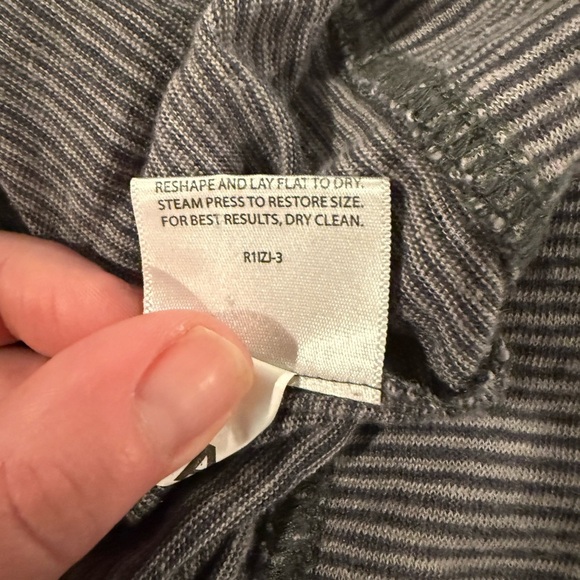 RESHAPE AND LAY FLAT TO DRY.
STEAM PRESS TO RESTORE SIZE.
FOR BEST RESULTS, DRY CLEAN.
R1IZJ-3